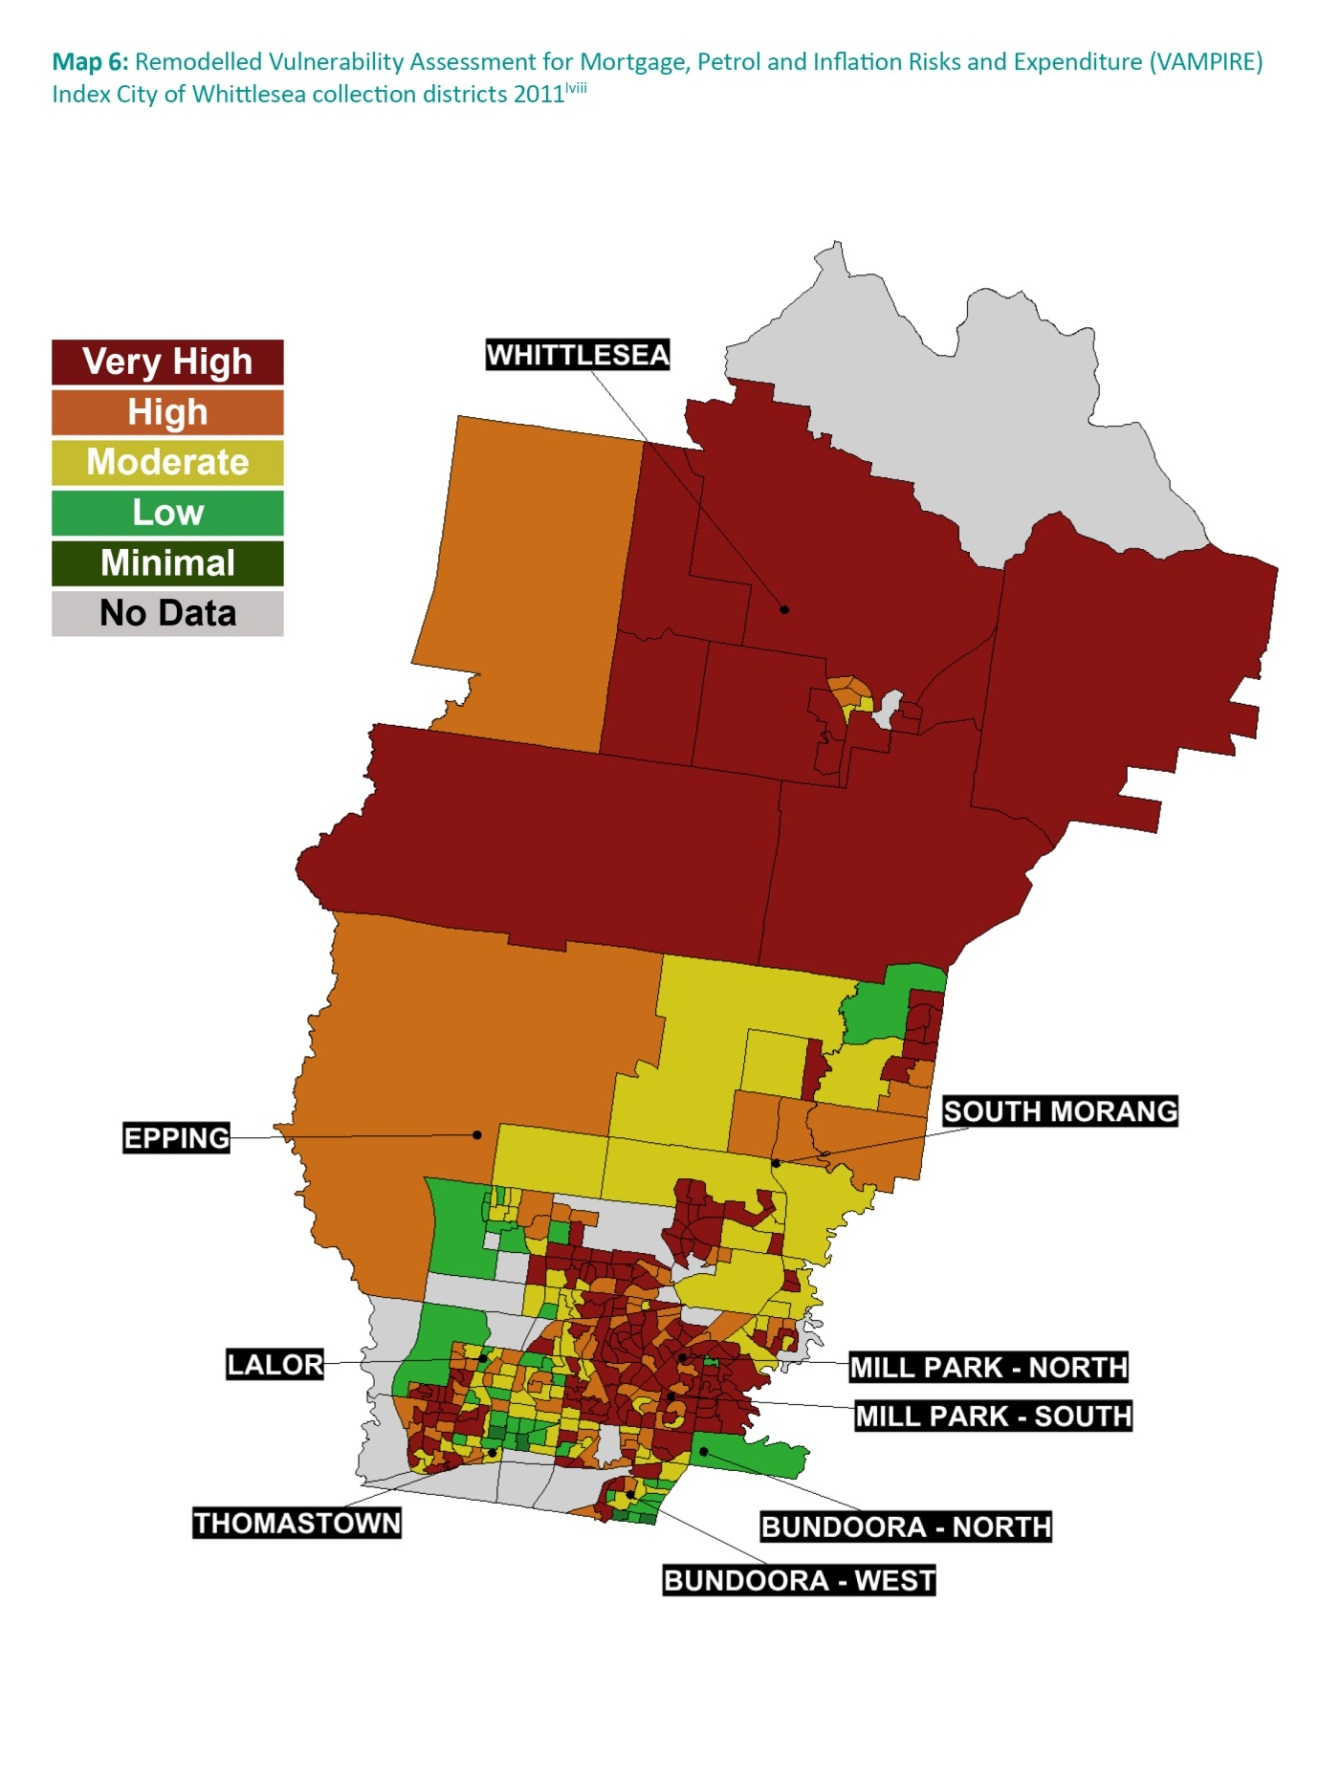 Map 6: Remodelled Vulnerability Assessment for Mortgage, Petrol and Inflation Risks and Expenditure (VAMPIRE)
Index City of Whittlesea collection districts 2011lviii
WHITTLESEA
Very High
High
Moderate
Low
Minimal
No Data
SOUTH MORANG
EPPING
LALOR
MILL PARK - NORTH
MILL PARK - SOUTH
THOMASTOWN
BUNDOORA - NORTH
BUNDOORA - WEST